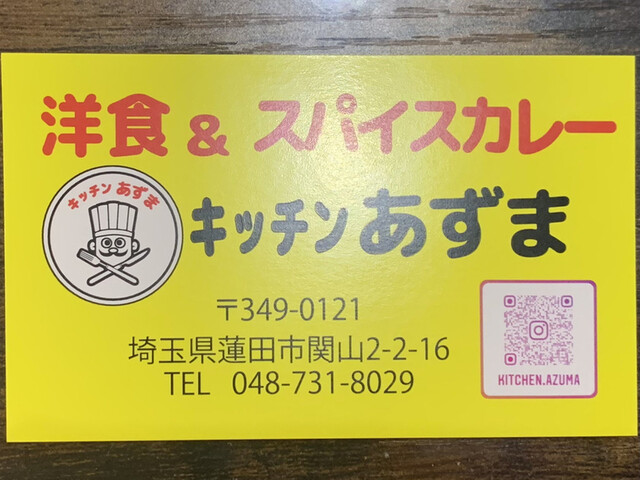 洋食 & スパイスカレー
キッチン あずま
キッチン あずま
〒349-0121
埼玉県蓮田市関山2-2-16
TEL 048-731-8029
KITCHEN.AZUMA